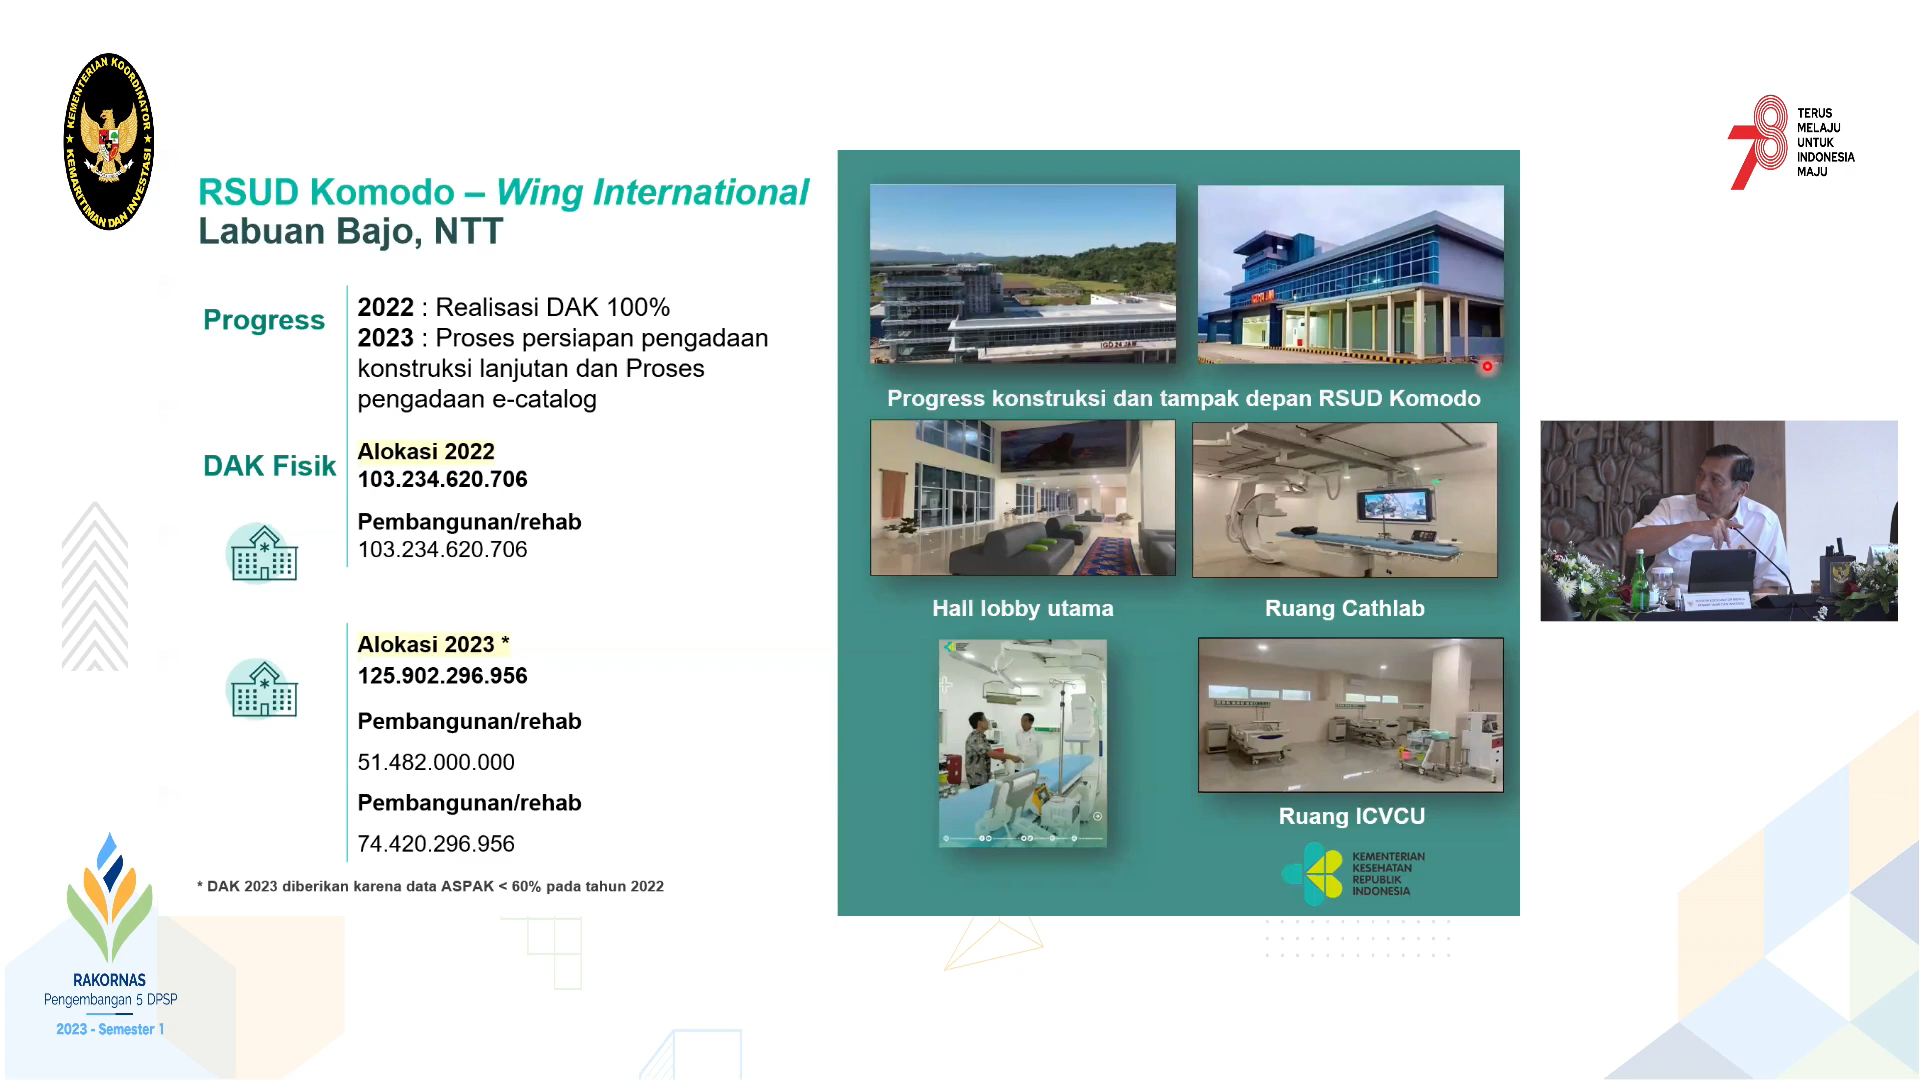 KEMENTERIAN KOORDINATOR
KEMARITIMAN DAN INVESTASI
TERUS
MELAJU
UNTUK
INDONESIA
MAJU
78
RSUD Komodo – Wing International
Labuan Bajo, NTT
Progress
2022 : Realisasi DAK 100%
2023 : Proses persiapan pengadaan
konstruksi lanjutan dan Proses
pengadaan e-catalog
DAK Fisik
Alokasi 2022
103.234.620.706
Pembangunan/rehab
103.234.620.706
Alokasi 2023 *
125.902.296.956
Pembangunan/rehab
51.482.000.000
Pembangunan/rehab
74.420.296.956
* DAK 2023 diberikan karena data ASPAK < 60% pada tahun 2022
IGD 24 JAM
Progress konstruksi dan tampak depan RSUD Komodo
Hall lobby utama
Ruang Cathlab
Ruang ICVCU
KEMENTERIAN
KESEHATAN
REPUBLIK
INDONESIA
RAKORNAS
Pengembangan 5 DPSP
2023 - Semester 1